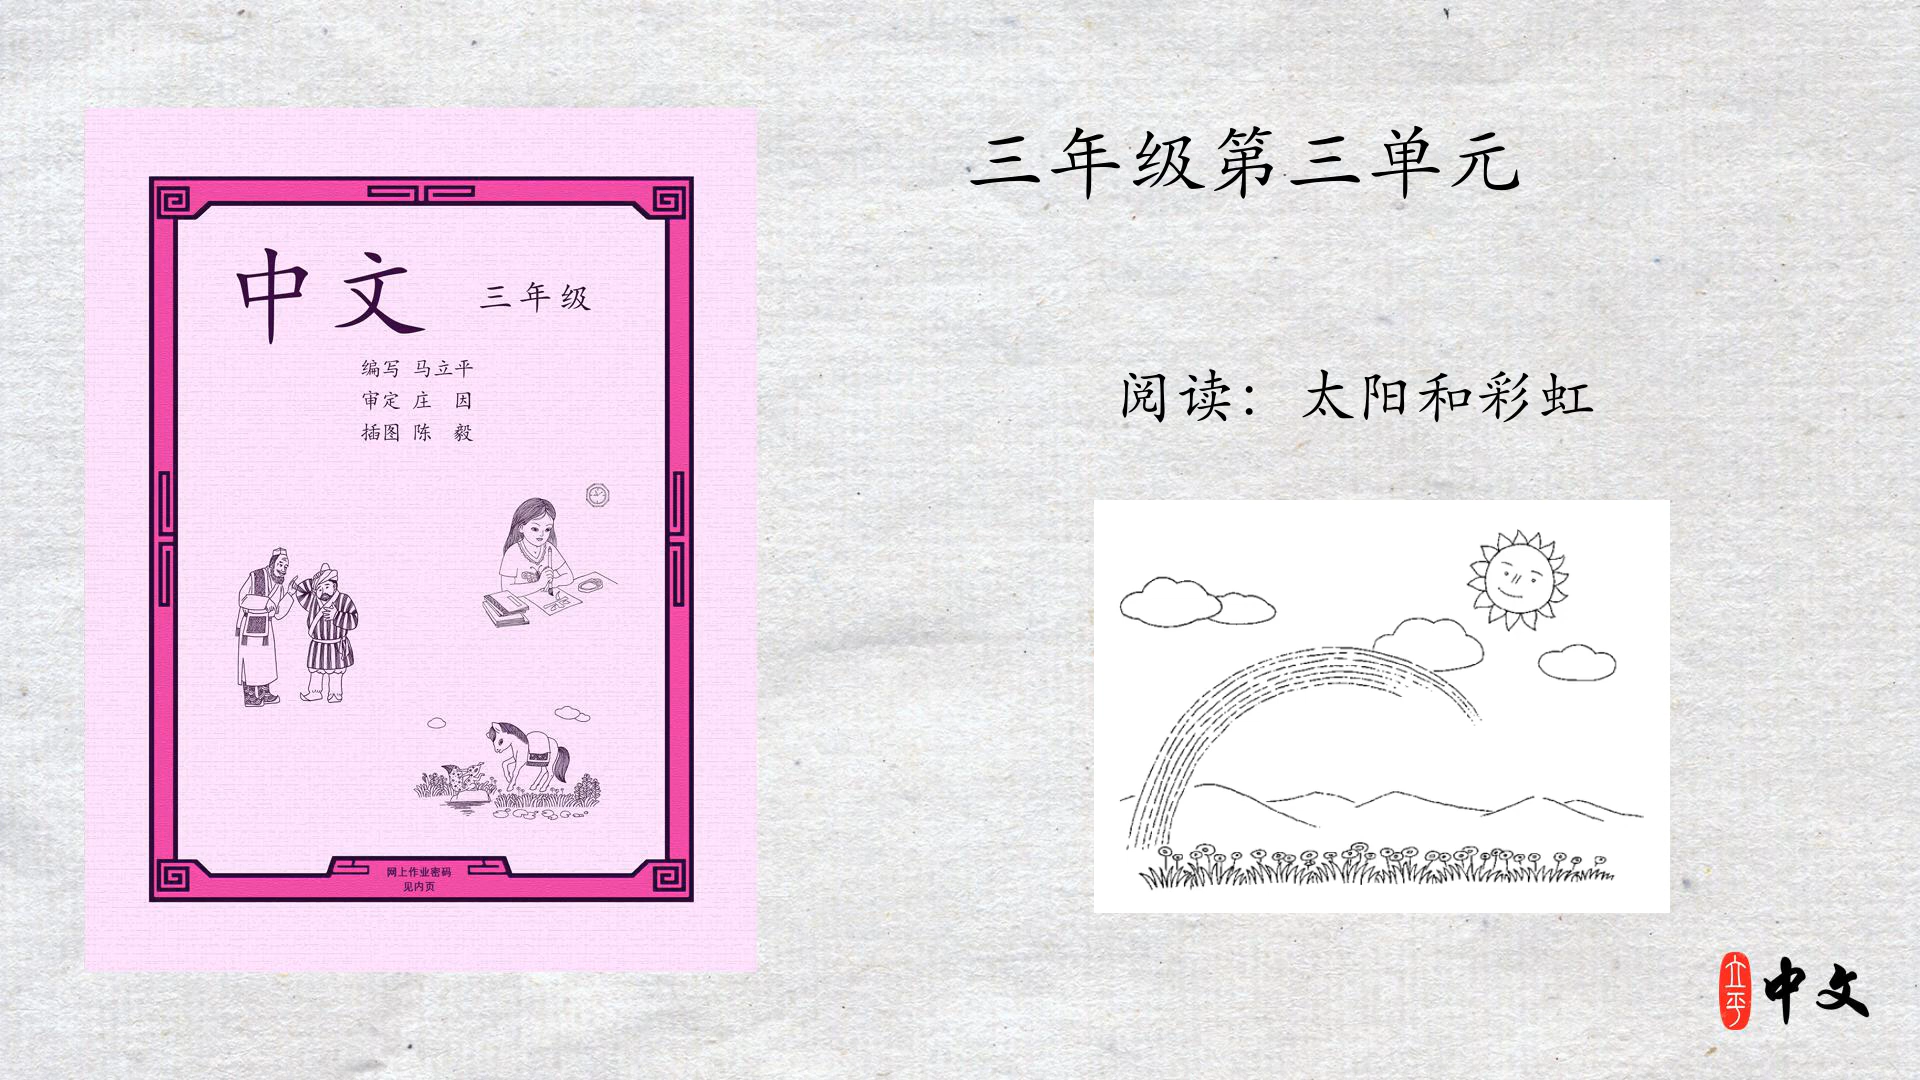 中文 三年级
编写 马立平
审定 庄 因
插图 陈 毅
网上作业密码
见内页
三年级第三单元
阅读：太阳和彩虹
立平
中文